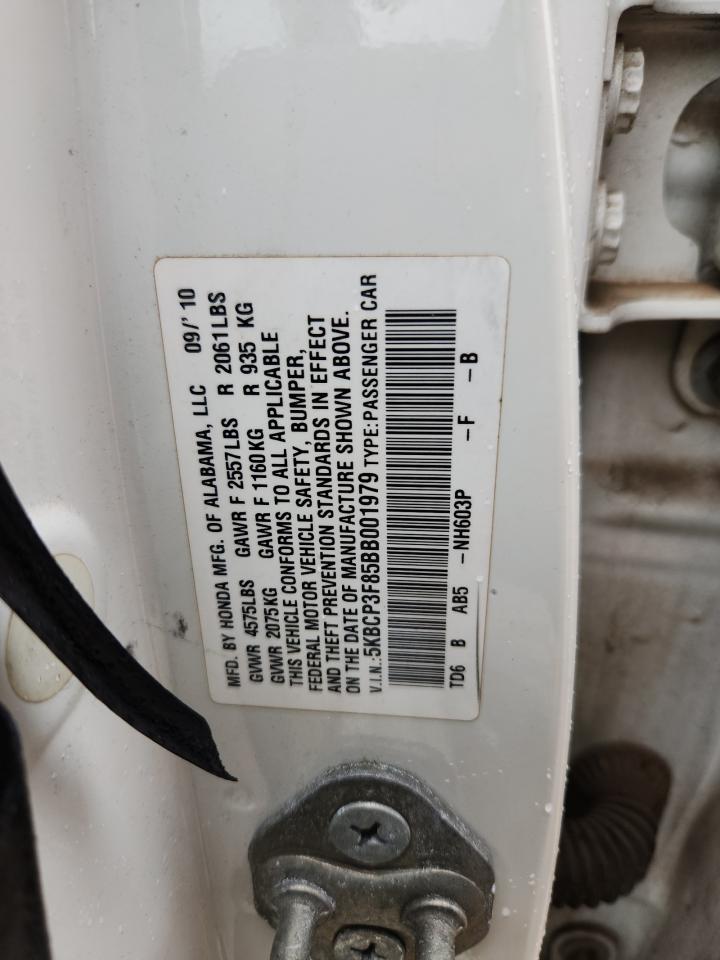 MFD. BY HONDA MFG. OF ALABAMA, LLC 09/' 10
GVWR 4575LBS GAWR F 2557LBS R 2061LBS
GVWR 2075KG GAWR F 1160KG R 935 KG
THIS VEHICLE CONFORMS TO ALL APPLICABLE
FEDERAL MOTOR VEHICLE SAFETY, BUMPER,
AND THEFT PREVENTION STANDARDS IN EFFECT
ON THE DATE OF MANUFACTURE SHOWN ABOVE.
V.I.N.:5KBCP3F85BB001979 TYPE:PASSENGER CAR
TD6 B AB5 -NH603P -F -B